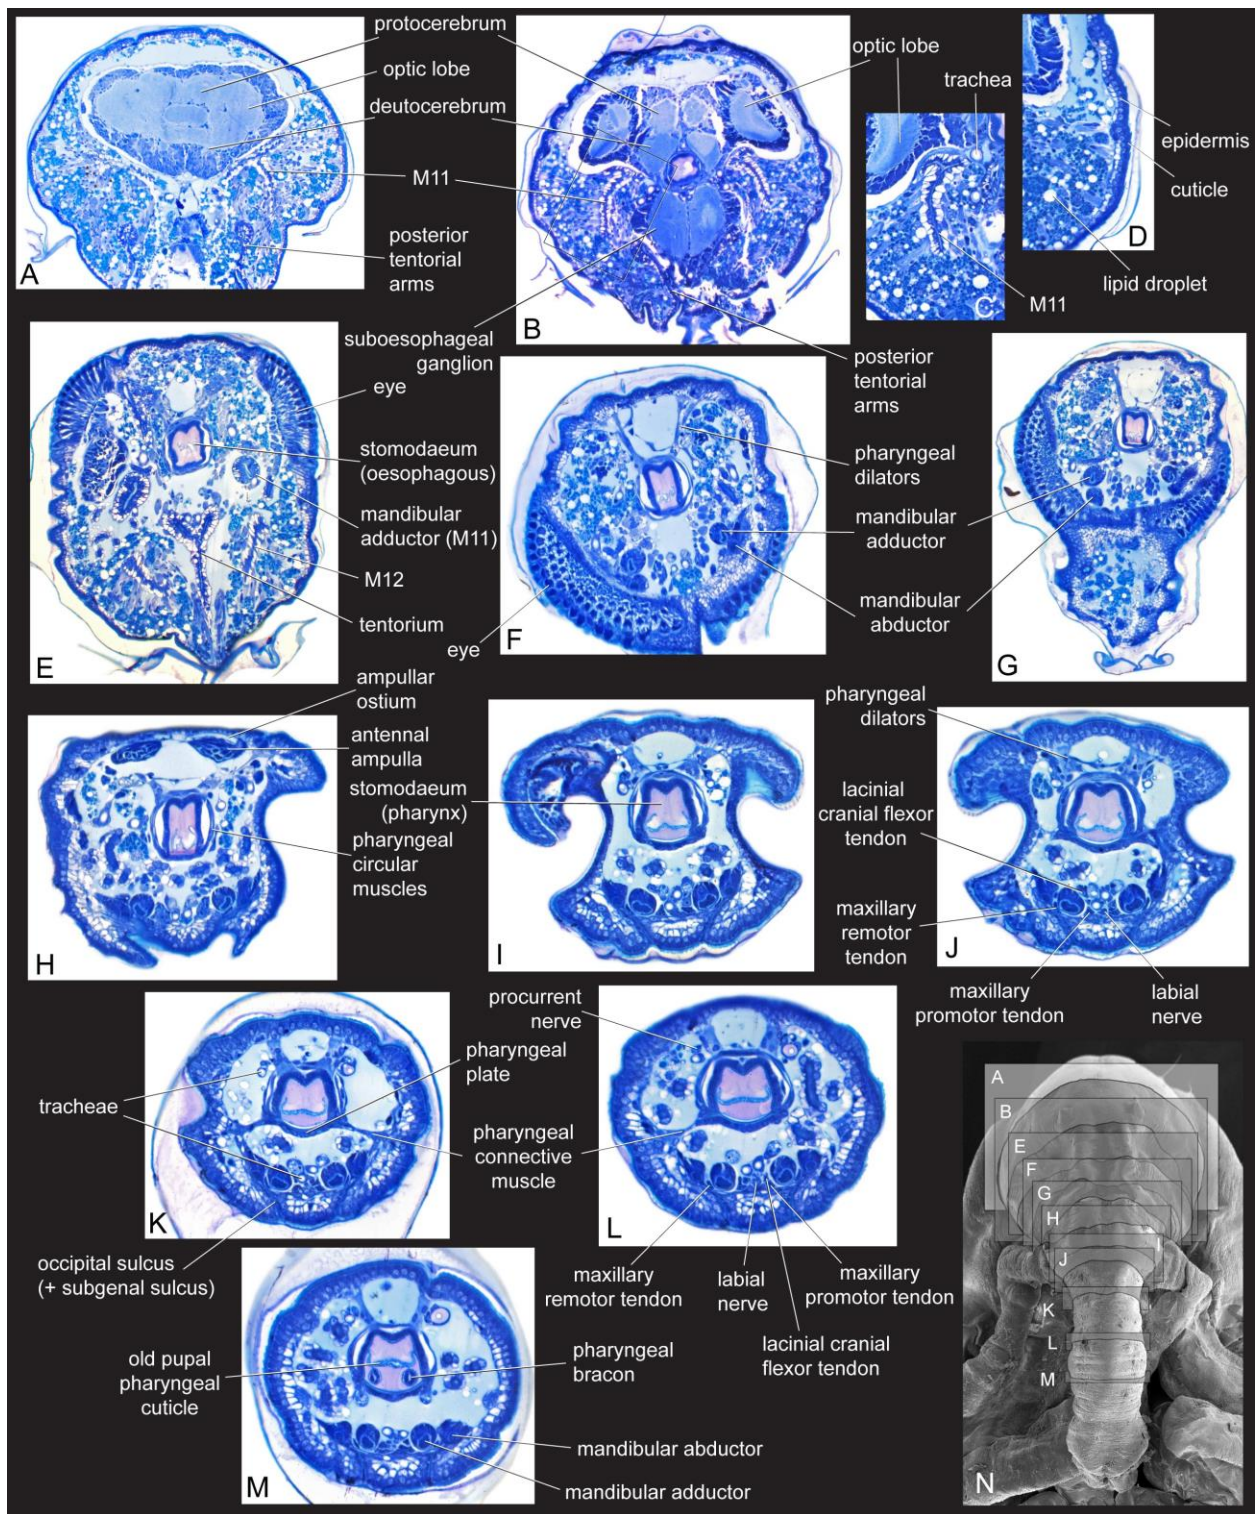 protocerebrum
optic lobe
deutocerebrum
M11
posterior
tentorial
arms
A
optic lobe
trachea
B
C
M11
epidermis
cuticle
D
lipid droplet
suboesophageal
ganglion
posterior
tentorial
arms
eye
stomodaeum
(oesophagous)
mandibular
adductor (M11)
M12
tentorium
E
eye
F
pharyngeal
dilators
mandibular
adductor
mandibular
abductor
G
ampullar
ostium
antennal
ampulla
stomodaeum
(pharynx)
pharyngeal
circular
muscles
H
I
pharyngeal
dilators
lacinial
cranial flexor
tendon
maxillary
remotor
tendon
J
maxillary
promotor tendon
labial
nerve
procurrent
nerve
pharyngeal
plate
tracheae
pharyngeal
connective
muscle
K
L
occipital sulcus
(+ subgenal sulcus)
maxillary
remotor tendon
labial
nerve
maxillary
promotor tendon
lacinial cranial
flexor tendon
old pupal
pharyngeal
cuticle
pharyngeal
bracon
mandibular abductor
mandibular adductor
M
A
B
E
F
G
H
I
J
K
L
M
N